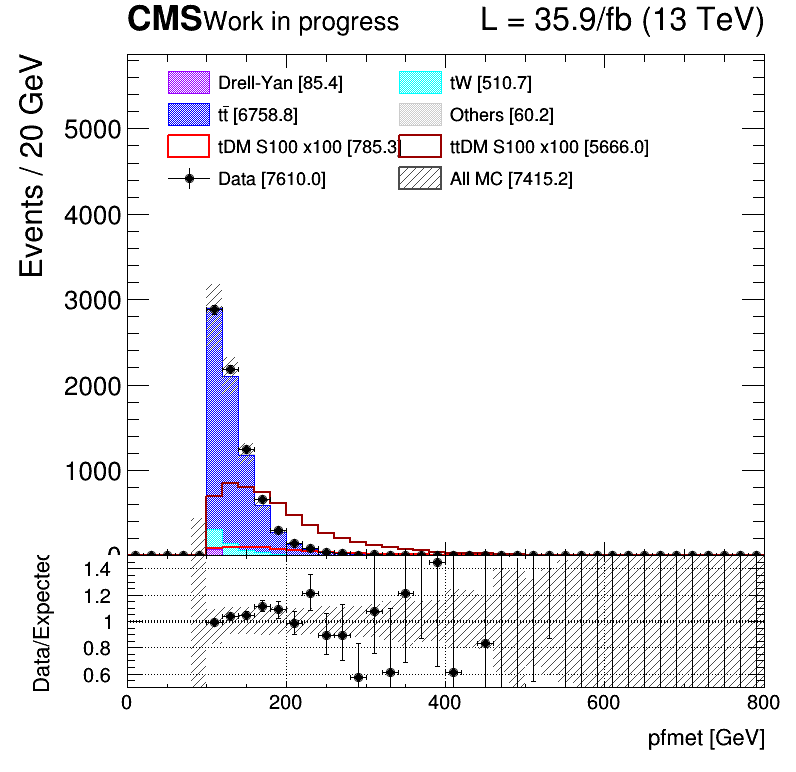 CMS Work in progress L = 35.9/fb (13 TeV)
Events / 20 GeV
Drell-Yan [85.4] tW [510.7]
tt̄ [6758.8] Others [60.2]
tDM S100 x100 [785.3] ttDM S100 x100 [5666.0]
Data [7610.0] All MC [7415.2]
5000
4000
3000
2000
1000
0
Data/Expected
1.4
1.2
1
0.8
0.6
0 200 400 600 800
pfmet [GeV]